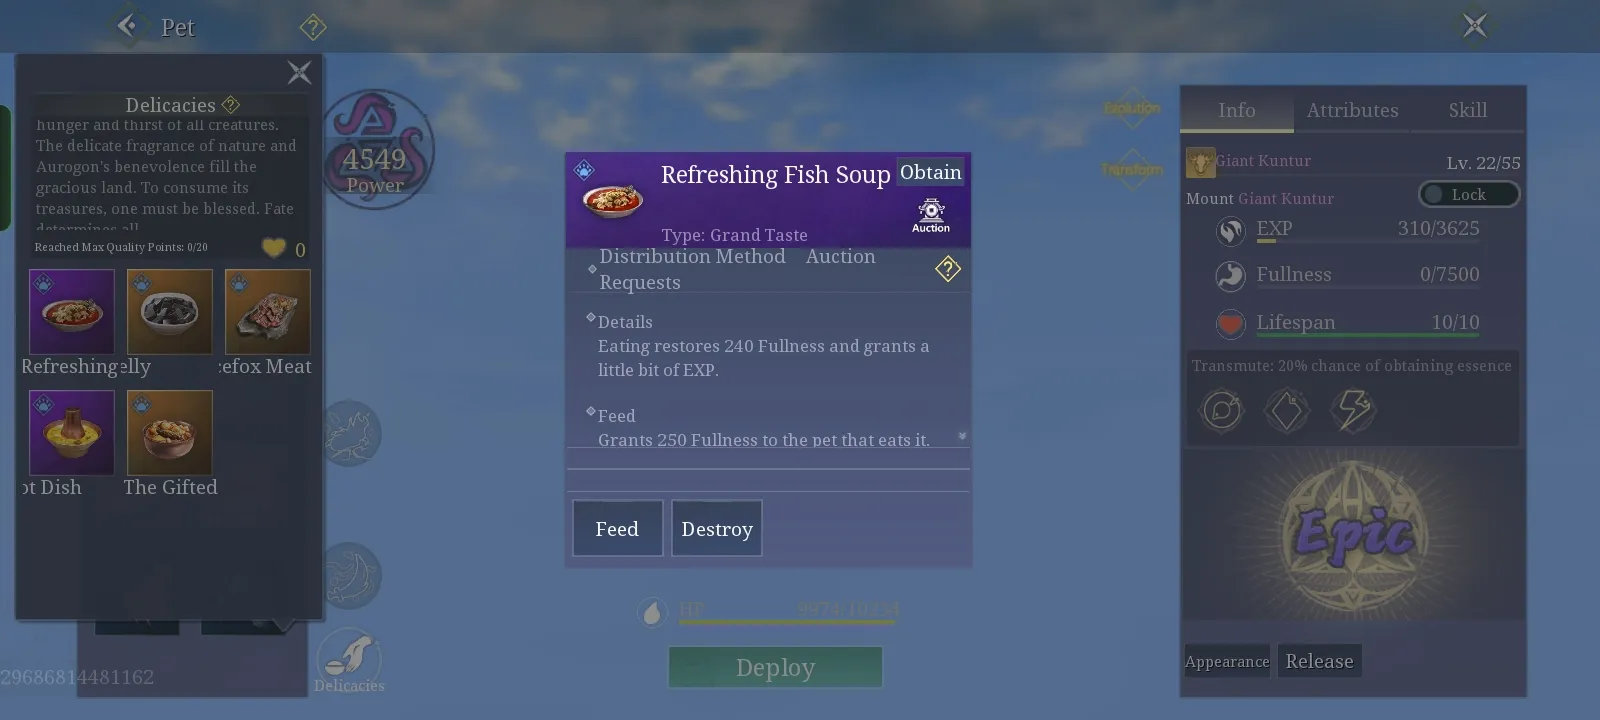 Pet
?
Delicacies ?
hunger and thirst of all creatures.
The delicate fragrance of nature and
Aurogon's benevolence fill the
gracious land. To consume its
treasures, one must be blessed. Fate
determines all
Reached Max Quality Points: 0/20
0
Refreshing
elly
efox Meat
ot Dish
The Gifted
29686814481162
4549
Power
Delicacies
Refreshing Fish Soup
Obtain
Auction
Type: Grand Taste
Distribution Method Auction
Requests
?
Details
Eating restores 240 Fullness and grants a
little bit of EXP.
Feed
Grants 250 Fullness to the pet that eats it.
Feed
Destroy
HP 9974/10234
Deploy
Evolution
Transform
Info
Attributes
Skill
Giant Kuntur
Lv. 22/55
Mount Giant Kuntur
Lock
EXP 310/3625
Fullness 0/7500
Lifespan 10/10
Transmute: 20% chance of obtaining essence
Epic
Appearance
Release